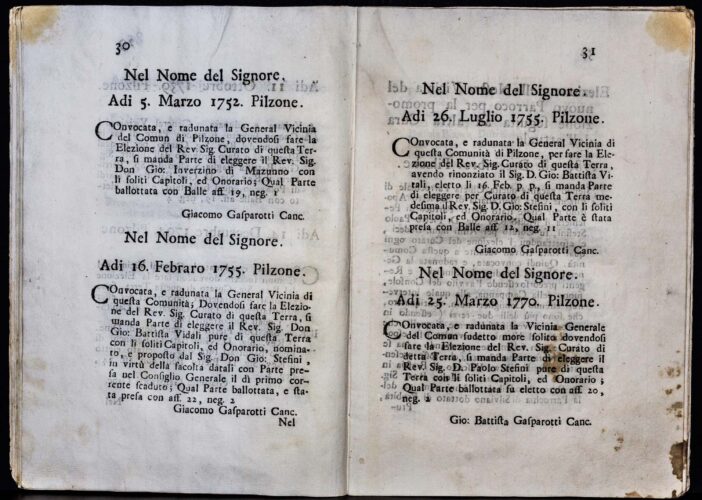 30
Nel Nome del Signore.
Adi 5. Marzo 1752. Pilzone.
COnvocata, e radunata la General Vicinia
del Comun di Pilzone, dovendosi fare la
Elezione del Rev. Sig. Curato di questa Ter-
ra, si manda Parte di eleggere il Rev. Sig.
Don Gio: Inverzino da Mazunno con
li soliti Capitoli, ed Onorario; Qual Parte
ballottata con Balle aff. 19, neg. 1
Giacomo Gasparotti Canc.
Nel Nome del Signore.
Adi 16. Febraro 1755. Pilzone.
COnvocata, e radunata la General Vicinia di
questa Comunità; Dovendosi fare la Elezio-
ne del Rev. Sig. Curato di questa Terra, si
manda Parte di eleggere il Rev. Sig. Don
Gio: Battista Vidali pure di questa Terra
con li soliti Capitoli, ed Onorario, nomina-
to, e proposto dal Sig. Don Gio: Stefini,
in virtù della facoltà datali con Parte pre-
sa nel Consiglio Generale il dì primo cor-
rente scaduto; Qual Parte ballottata, e sta-
ta presa con aff. 22, neg. 2
Giacomo Gasparotti Canc.
Nel
31
Nel Nome del Signore.
Adi 26. Luglio 1755. Pilzone.
COnvocata, e radunata la General Vicinia di
questa Comunità di Pilzone, per fare la Ele-
zione del Rev. Sig. Curato di questa Terra,
avendo rinonziato il Sig. D. Gio: Battista Vi-
dali, eletto li 16. Feb. p. p., si manda Parte
di eleggere per Curato di questa Terra me-
desima il Rev. Sig. D. Gio: Stefini, con li soliti
Capitoli, ed Onorario, Qual Parte è stata
presa con Balle aff. 12, neg. 11
Giacomo Gasparotti Canc.
Nel Nome del Signore.
Adi 25. Marzo 1770. Pilzone.
COnvocata, e radunata la Vicinia Generale
del Comun sudetto more solito dovendosi
fare la Elezione del Rev. Sig. Curato di
detta Terra, si manda Parte di eleggere il
Rev. Sig. D. Paolo Stefini pure di questa
Terra con li soliti Capitoli, ed Onorario;
Qual Parte ballottata fu eletto con aff. 20,
neg. 2
Gio: Battista Gasparotti Canc.